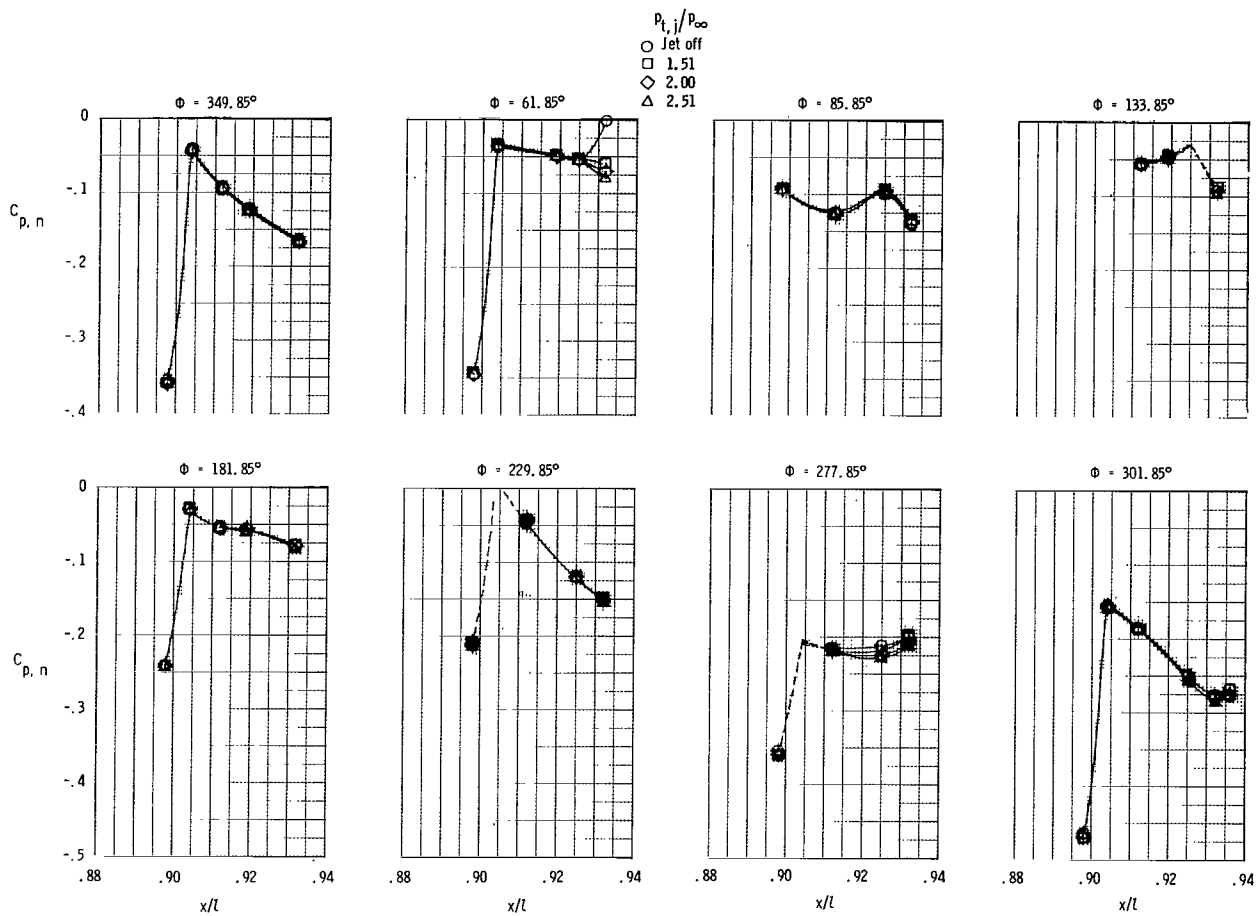 p_t,j/p_∞
Jet off
1.51
2.00
2.51
Φ = 349.85° Φ = 61.85° Φ = 85.85° Φ = 133.85°
0
-.1
C_p,n
-.2
-.3
-.4
Φ = 181.85° Φ = 229.85° Φ = 277.85° Φ = 301.85°
0
-.1
-.2
C_p,n
-.3
-.4
-.5
.88 .90 .92 .94 .88 .90 .92 .94 .88 .90 .92 .94 .88 .90 .92 .94
x/l x/l x/l x/l